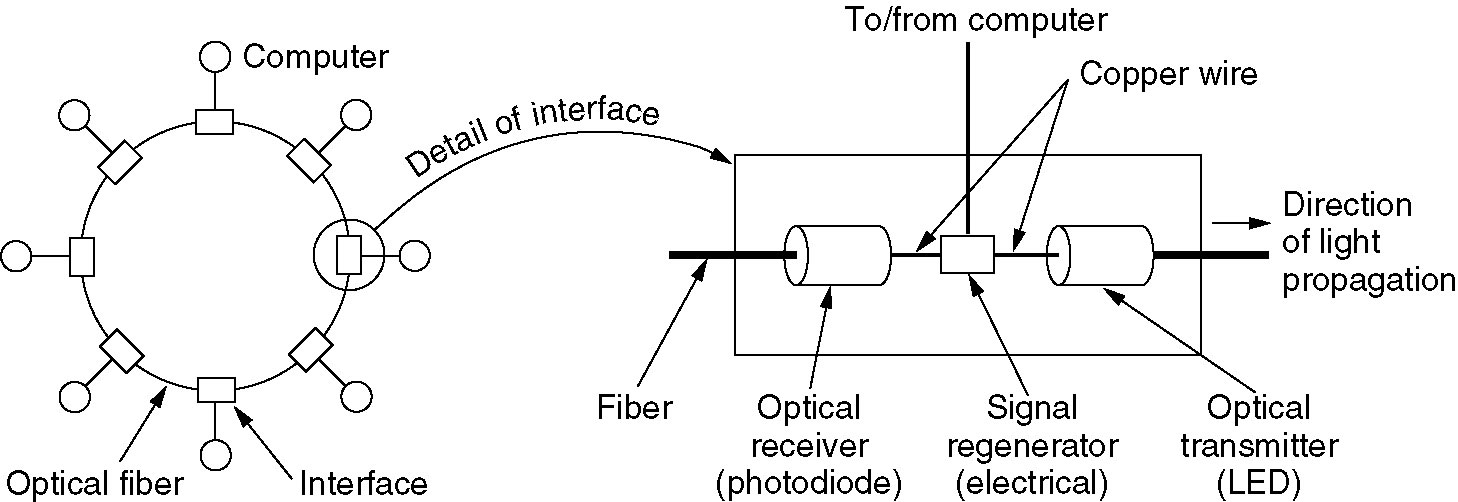 To/from computer
Computer
Copper wire
Detail of interface
Direction
of light
propagation
Fiber
Optical
receiver
(photodiode)
Signal
regenerator
(electrical)
Optical
transmitter
(LED)
Optical fiber
Interface